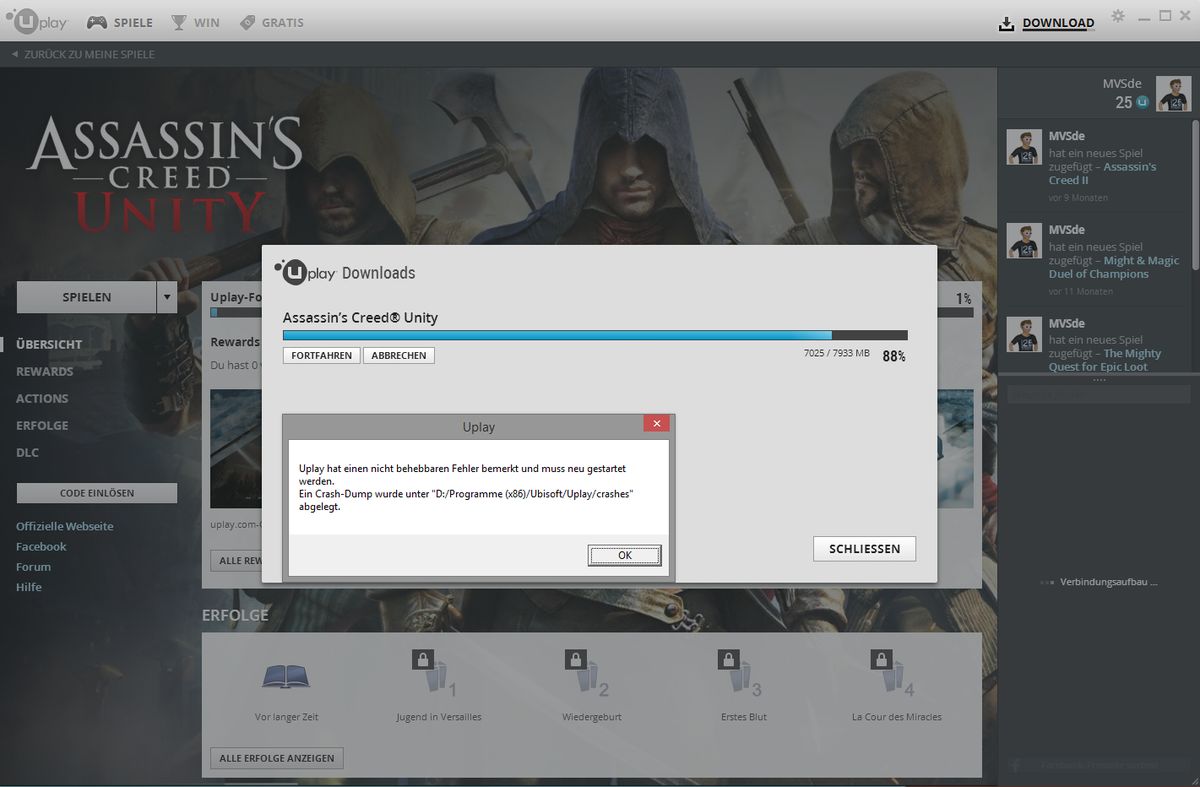 Uplay
SPIELE
WIN
GRATIS
DOWNLOAD
ZURÜCK ZU MEINE SPIELE
MVSde
25
ASSASSIN'S
CREED
UNITY
SPIELEN
ÜBERSICHT
REWARDS
ACTIONS
ERFOLGE
DLC
CODE EINLÖSEN
Offizielle Webseite
Facebook
Forum
Hilfe
Uplay-Fo
1%
Rewards
Du hast 0
uplay.com-
ALLE REW
Uplay Downloads
Assassin's Creed® Unity
FORTFAHREN
ABBRECHEN
7025 / 7933 MB
88%
Uplay
Uplay hat einen nicht behebbaren Fehler bemerkt und muss neu gestartet
werden.
Ein Crash-Dump wurde unter "D:/Programme (x86)/Ubisoft/Uplay/crashes"
abgelegt.
OK
SCHLIESSEN
ERFOLGE
1
2
3
4
Vor langer Zeit
Jugend in Versailles
Wiedergeburt
Erstes Blut
La Cour des Miracles
ALLE ERFOLGE ANZEIGEN
MVSde
hat ein neues Spiel
zugefügt – Assassin's
Creed II
vor 9 Monaten
MVSde
hat ein neues Spiel
zugefügt – Might & Magic
Duel of Champions
vor 11 Monaten
MVSde
hat ein neues Spiel
zugefügt – The Mighty
Quest for Epic Loot
Verbindungsaufbau ...